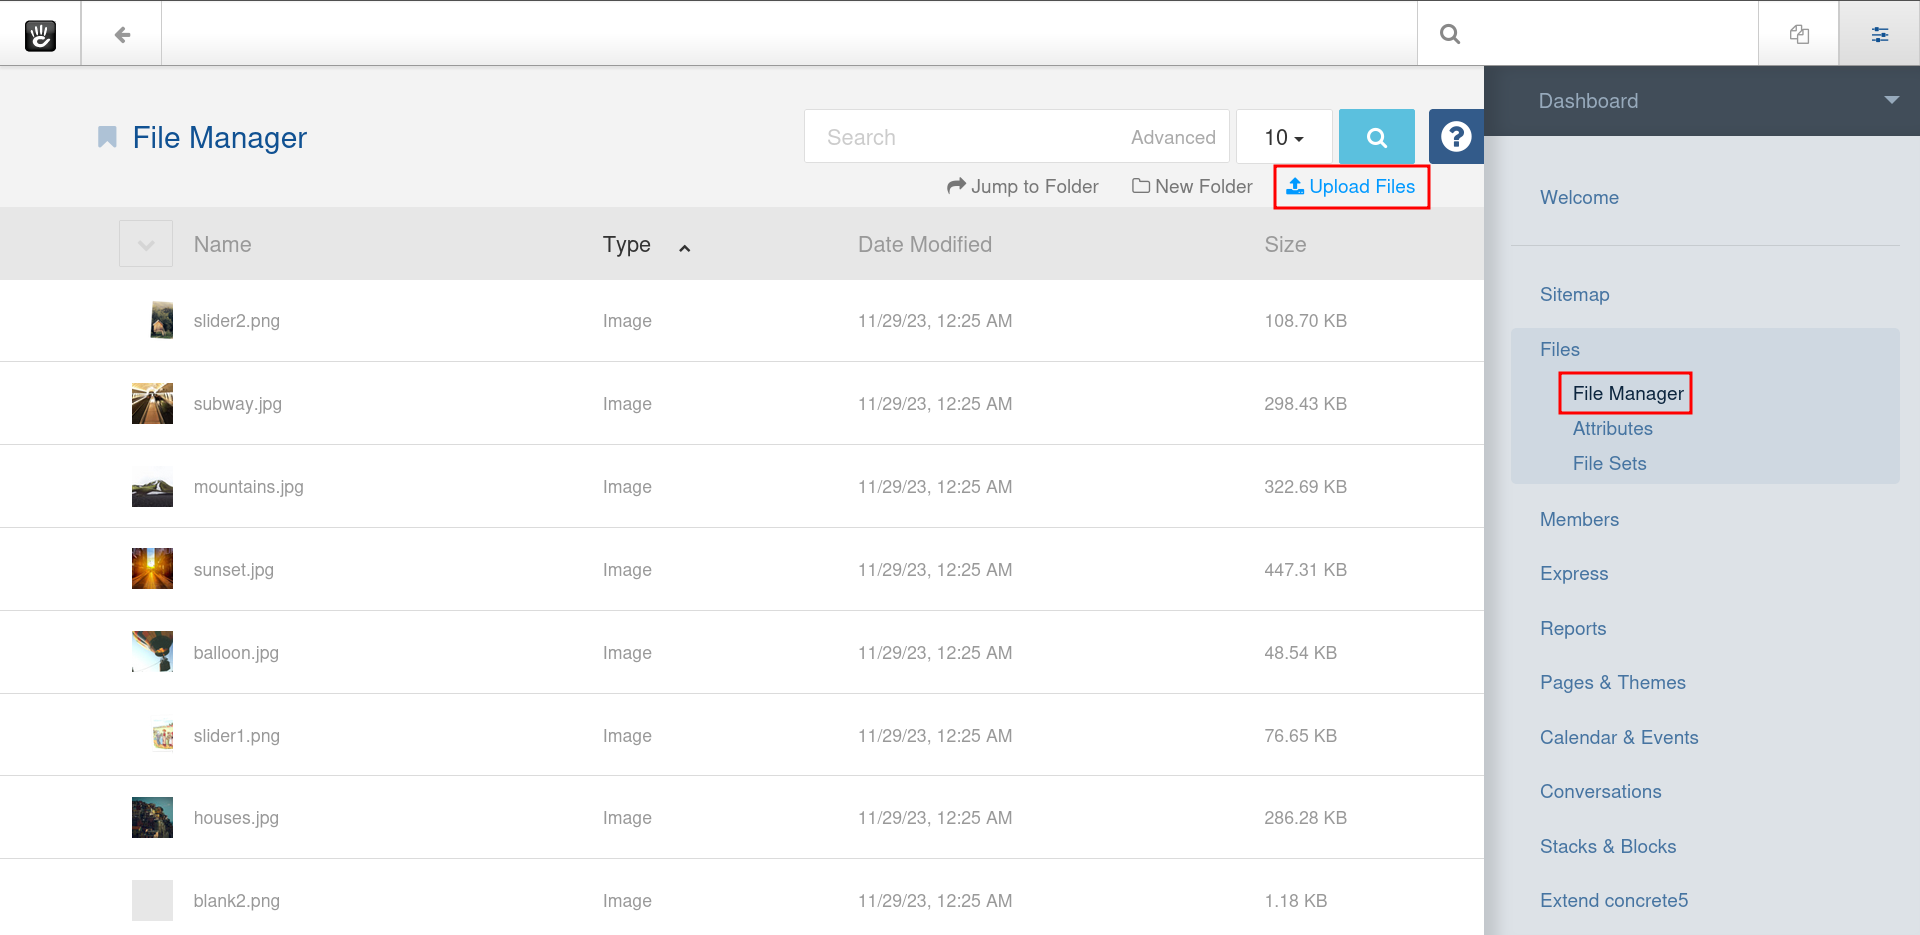 File Manager
Search Advanced 10
Jump to Folder New Folder Upload Files
Name Type Date Modified Size
slider2.png Image 11/29/23, 12:25 AM 108.70 KB
subway.jpg Image 11/29/23, 12:25 AM 298.43 KB
mountains.jpg Image 11/29/23, 12:25 AM 322.69 KB
sunset.jpg Image 11/29/23, 12:25 AM 447.31 KB
balloon.jpg Image 11/29/23, 12:25 AM 48.54 KB
slider1.png Image 11/29/23, 12:25 AM 76.65 KB
houses.jpg Image 11/29/23, 12:25 AM 286.28 KB
blank2.png Image 11/29/23, 12:25 AM 1.18 KB
Dashboard
Welcome
Sitemap
Files
File Manager
Attributes
File Sets
Members
Express
Reports
Pages & Themes
Calendar & Events
Conversations
Stacks & Blocks
Extend concrete5